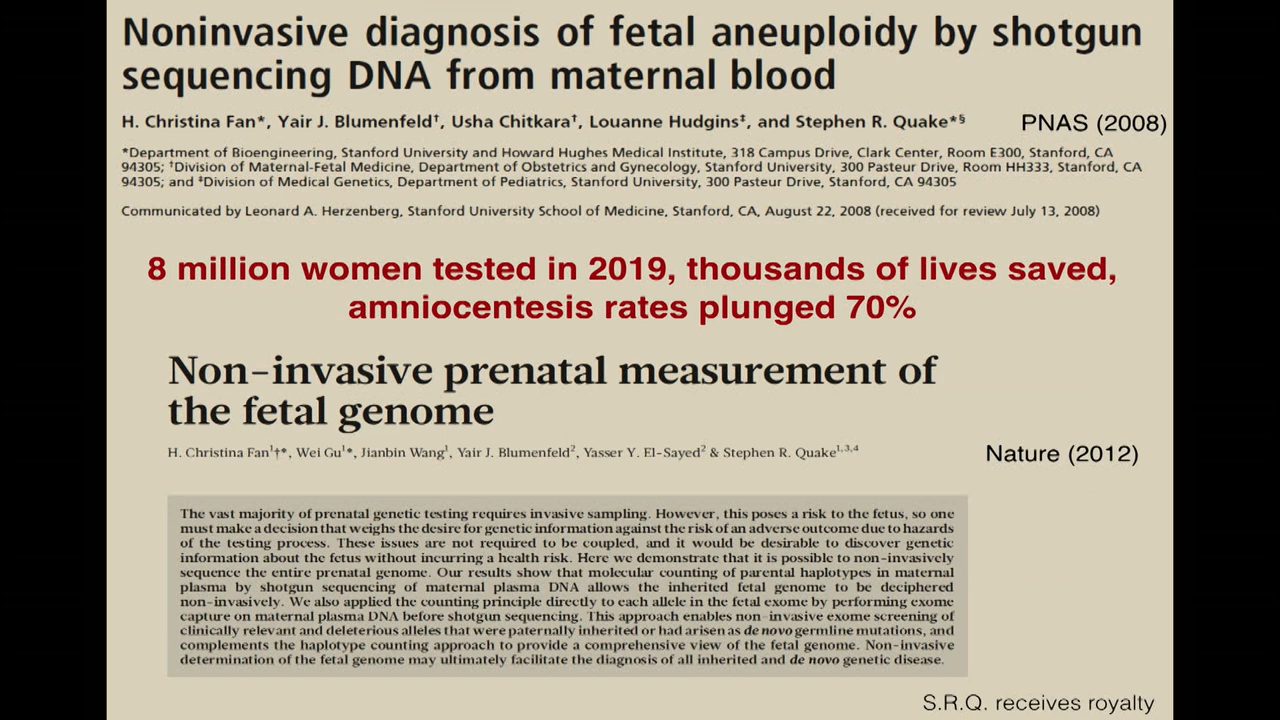 Noninvasive diagnosis of fetal aneuploidy by shotgun
sequencing DNA from maternal blood
H. Christina Fan*, Yair J. Blumenfeld†, Usha Chitkara†, Louanne Hudgins‡, and Stephen R. Quake*§
PNAS (2008)
*Department of Bioengineering, Stanford University and Howard Hughes Medical Institute, 318 Campus Drive, Clark Center, Room E300, Stanford, CA
94305; †Division of Maternal-Fetal Medicine, Department of Obstetrics and Gynecology, Stanford University, 300 Pasteur Drive, Room HH333, Stanford, CA
94305; and ‡Division of Medical Genetics, Department of Pediatrics, Stanford University, 300 Pasteur Drive, Stanford, CA 94305
Communicated by Leonard A. Herzenberg, Stanford University School of Medicine, Stanford, CA, August 22, 2008 (received for review July 13, 2008)
8 million women tested in 2019, thousands of lives saved,
amniocentesis rates plunged 70%
Non-invasive prenatal measurement of
the fetal genome
H. Christina Fan¹†*, Wei Gu¹*, Jianbin Wang¹, Yair J. Blumenfeld², Yasser Y. El-Sayed² & Stephen R. Quake¹,³,⁴
Nature (2012)
The vast majority of prenatal genetic testing requires invasive sampling. However, this poses a risk to the fetus, so one
must make a decision that weighs the desire for genetic information against the risk of an adverse outcome due to hazards
of the testing process. These issues are not required to be coupled, and it would be desirable to discover genetic
information about the fetus without incurring a health risk. Here we demonstrate that it is possible to non-invasively
sequence the entire prenatal genome. Our results show that molecular counting of parental haplotypes in maternal
plasma by shotgun sequencing of maternal plasma DNA allows the inherited fetal genome to be deciphered
non-invasively. We also applied the counting principle directly to each allele in the fetal exome by performing exome
capture on maternal plasma DNA before shotgun sequencing. This approach enables non-invasive exome screening of
clinically relevant and deleterious alleles that were paternally inherited or had arisen as de novo germline mutations, and
complements the haplotype counting approach to provide a comprehensive view of the fetal genome. Non-invasive
determination of the fetal genome may ultimately facilitate the diagnosis of all inherited and de novo genetic disease.
S.R.Q. receives royalty